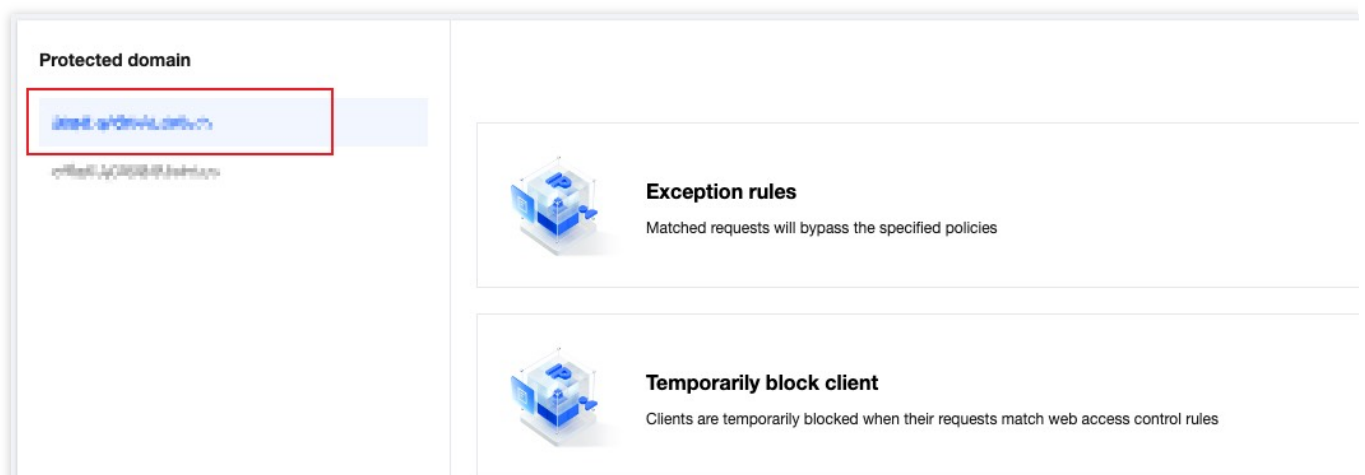 Protected domain
Exception rules
Matched requests will bypass the specified policies
Temporarily block client
Clients are temporarily blocked when their requests match web access control rules